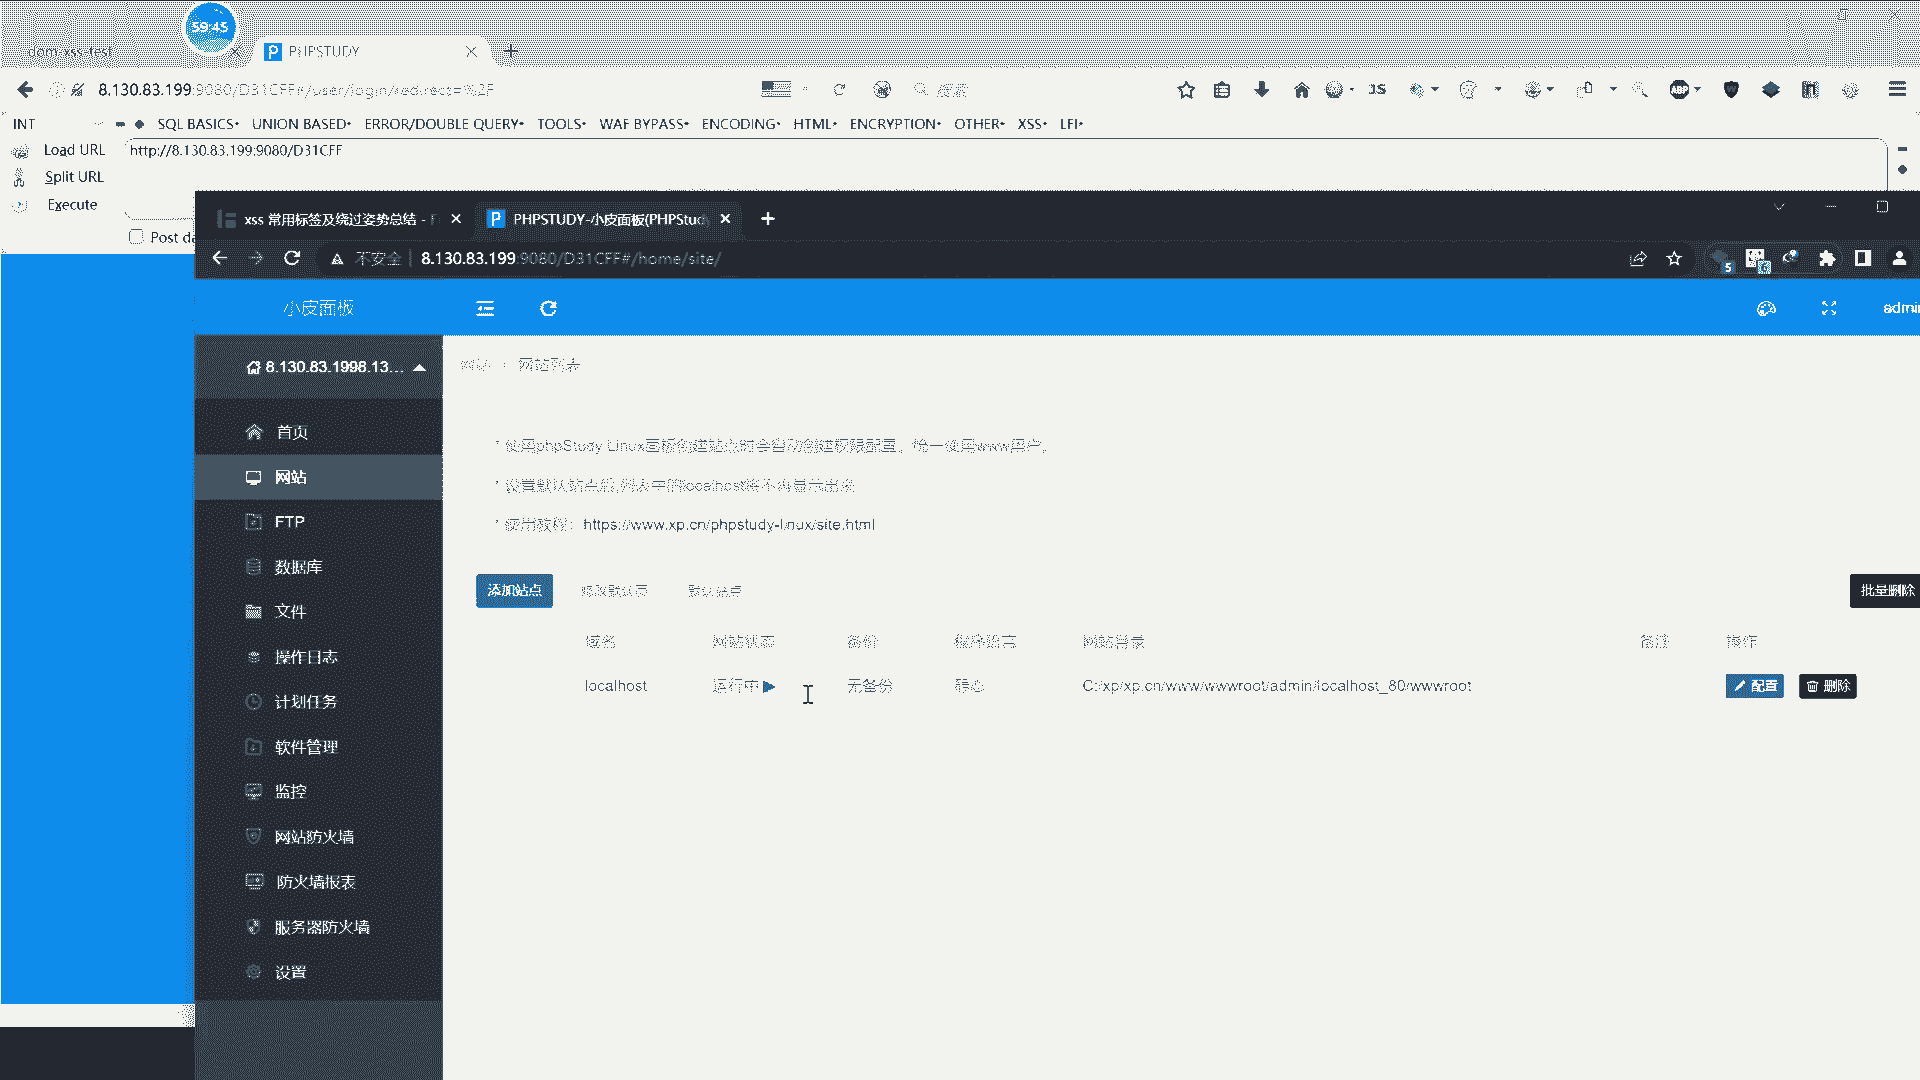 59:45
dom xss test
PHPSTUDY
8.130.83.199:9080/D31CFF#/user/login?redirect=%2F
搜索
JS
ABP
INT
SQL BASICS UNION BASED ERROR/DOUBLE QUERY TOOLS WAF BYPASS ENCODING HTML ENCRYPTION OTHER XSS LFI
Load URL
http://8.130.83.199:9080/D31CFF
Split URL
Execute
Post da
xss 常用标签及绕过姿势总结 - F
PHPSTUDY-小皮面板(PHPStudy
不安全
8.130.83.199:9080/D31CFF#/home/site/
5
小皮面板
admin
8.130.83.1998.13...
网站
网站列表
首页
网站
FTP
数据库
文件
操作日志
计划任务
软件管理
监控
网站防火墙
防火墙报表
服务器防火墙
设置
* 使用phpStudy Linux面板创建站点时会自动创建权限配置，统一使用www用户。
* 设置默认站点后,列表中的localhost将不再显示出来
* 使用教程：https://www.xp.cn/phpstudy-linux/site.html
添加站点
修改默认页
默认站点
批量删除
域名 网站状态 备份 程序语言 网站目录 备注 操作
localhost 运行中 无备份 静态 C:/xp/xp.cn/www/wwwroot/admin/localhost_80/wwwroot 配置 删除